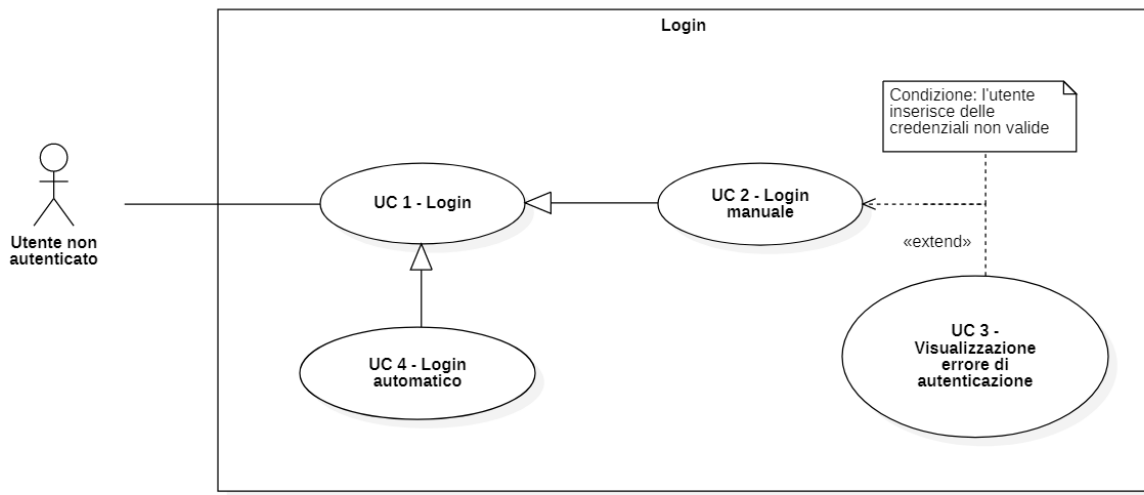 Login
Condizione: l'utente
inserisce delle
credenziali non valide
UC 1 - Login
UC 2 - Login
manuale
Utente non
autenticato
«extend»
UC 4 - Login
automatico
UC 3 -
Visualizzazione
errore di
autenticazione